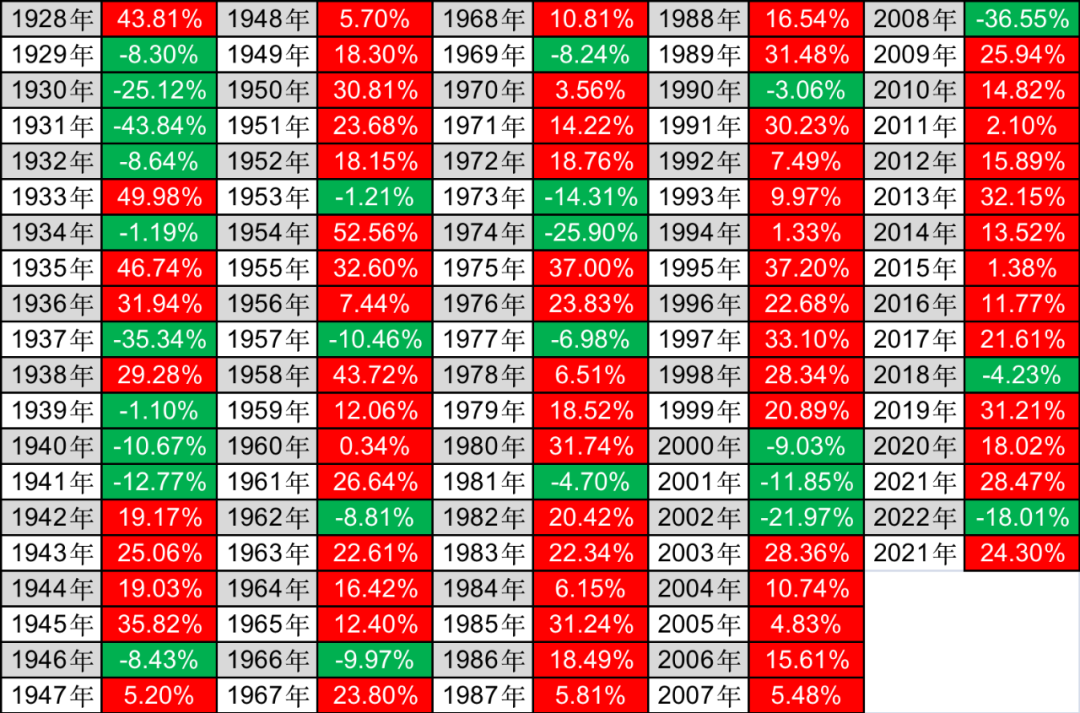 1928年 43.81% 1948年 5.70% 1968年 10.81% 1988年 16.54% 2008年 -36.55%
1929年 -8.30% 1949年 18.30% 1969年 -8.24% 1989年 31.48% 2009年 25.94%
1930年 -25.12% 1950年 30.81% 1970年 3.56% 1990年 -3.06% 2010年 14.82%
1931年 -43.84% 1951年 23.68% 1971年 14.22% 1991年 30.23% 2011年 2.10%
1932年 -8.64% 1952年 18.15% 1972年 18.76% 1992年 7.49% 2012年 15.89%
1933年 49.98% 1953年 -1.21% 1973年 -14.31% 1993年 9.97% 2013年 32.15%
1934年 -1.19% 1954年 52.56% 1974年 -25.90% 1994年 1.33% 2014年 13.52%
1935年 46.74% 1955年 32.60% 1975年 37.00% 1995年 37.20% 2015年 1.38%
1936年 31.94% 1956年 7.44% 1976年 23.83% 1996年 22.68% 2016年 11.77%
1937年 -35.34% 1957年 -10.46% 1977年 -6.98% 1997年 33.10% 2017年 21.61%
1938年 29.28% 1958年 43.72% 1978年 6.51% 1998年 28.34% 2018年 -4.23%
1939年 -1.10% 1959年 12.06% 1979年 18.52% 1999年 20.89% 2019年 31.21%
1940年 -10.67% 1960年 0.34% 1980年 31.74% 2000年 -9.03% 2020年 18.02%
1941年 -12.77% 1961年 26.64% 1981年 -4.70% 2001年 -11.85% 2021年 28.47%
1942年 19.17% 1962年 -8.81% 1982年 20.42% 2002年 -21.97% 2022年 -18.01%
1943年 25.06% 1963年 22.61% 1983年 22.34% 2003年 28.36% 2021年 24.30%
1944年 19.03% 1964年 16.42% 1984年 6.15% 2004年 10.74%
1945年 35.82% 1965年 12.40% 1985年 31.24% 2005年 4.83%
1946年 -8.43% 1966年 -9.97% 1986年 18.49% 2006年 15.61%
1947年 5.20% 1967年 23.80% 1987年 5.81% 2007年 5.48%